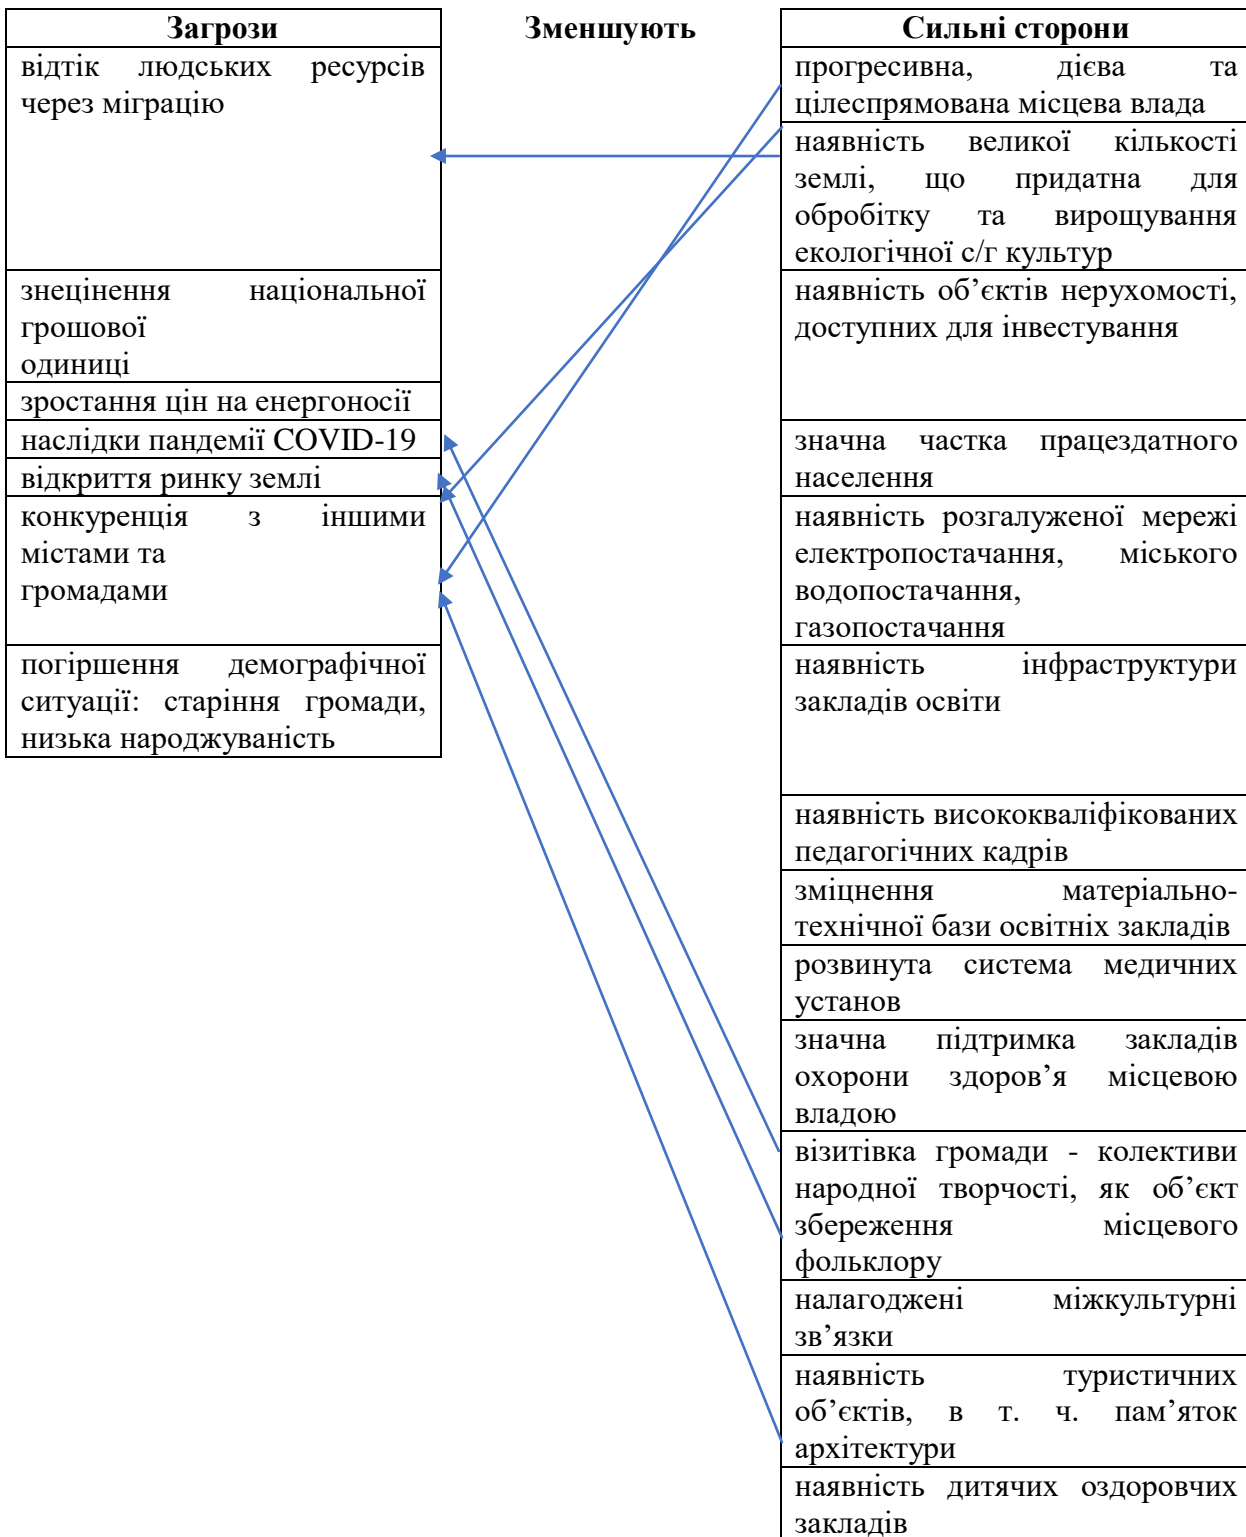 Загрози
відтік людських ресурсів
через міграцію
знецінення національної
грошової
одиниці
зростання цін на енергоносії
наслідки пандемії COVID-19
відкриття ринку землі
конкуренція з іншими
містами та
громадами
погіршення демографічної
ситуації: старіння громади,
низька народжуваність
Зменшують
Сильні сторони
прогресивна, дієва та
цілеспрямована місцева влада
наявність великої кількості
землі, що придатна для
обробітку та вирощування
екологічної с/г культур
наявність об’єктів нерухомості,
доступних для інвестування
значна частка працездатного
населення
наявність розгалуженої мережі
електропостачання, міського
водопостачання,
газопостачання
наявність інфраструктури
закладів освіти
наявність висококваліфікованих
педагогічних кадрів
зміцнення матеріально-
технічної бази освітніх закладів
розвинута система медичних
установ
значна підтримка закладів
охорони здоров’я місцевою
владою
візитівка громади - колективи
народної творчості, як об’єкт
збереження місцевого
фольклору
налагоджені міжкультурні
зв’язки
наявність туристичних
об’єктів, в т. ч. пам’яток
архітектури
наявність дитячих оздоровчих
закладів